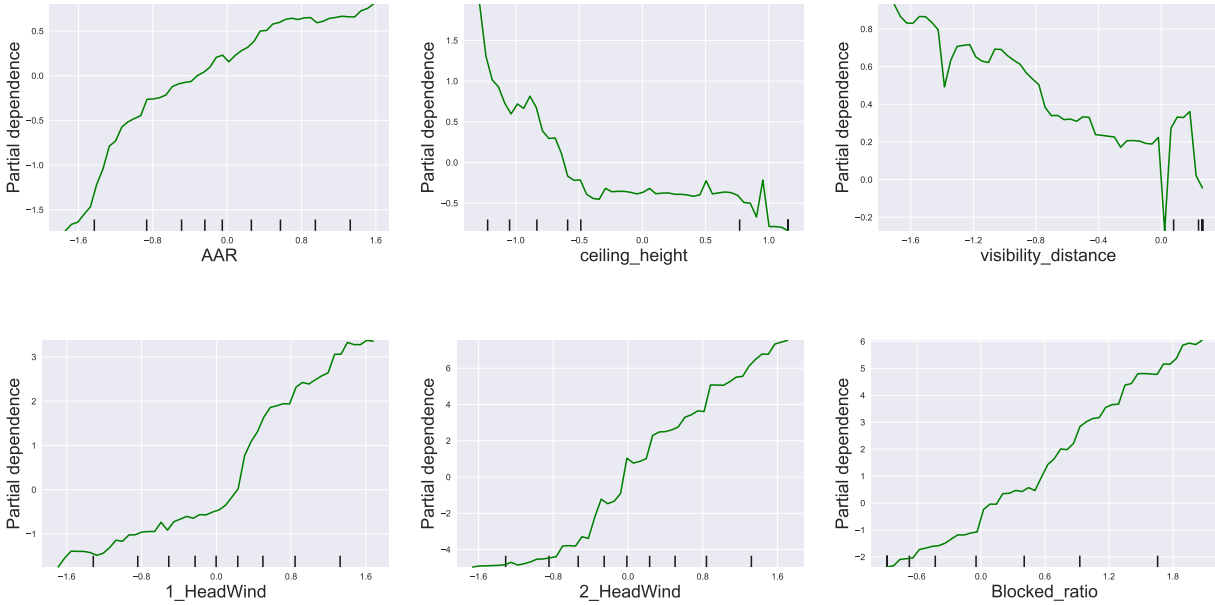 Partial dependence
0.5
0.0
−0.5
−1.0
−1.5
−1.6 −0.8 0.0 0.8 1.6
AAR
Partial dependence
1.5
1.0
0.5
0.0
−0.5
−1.0 −0.5 0.0 0.5 1.0
ceiling_height
Partial dependence
0.8
0.6
0.4
0.2
0.0
−0.2
−1.6 −1.2 −0.8 −0.4 0.0
visibility_distance
Partial dependence
3
2
1
0
−1
−1.6 −0.8 0.0 0.8 1.6
1_HeadWind
Partial dependence
6
4
2
0
−2
−4
−1.6 −0.8 0.0 0.8 1.6
2_HeadWind
Partial dependence
6
5
4
3
2
1
0
−1
−2
−0.6 0.0 0.6 1.2 1.8
Blocked_ratio